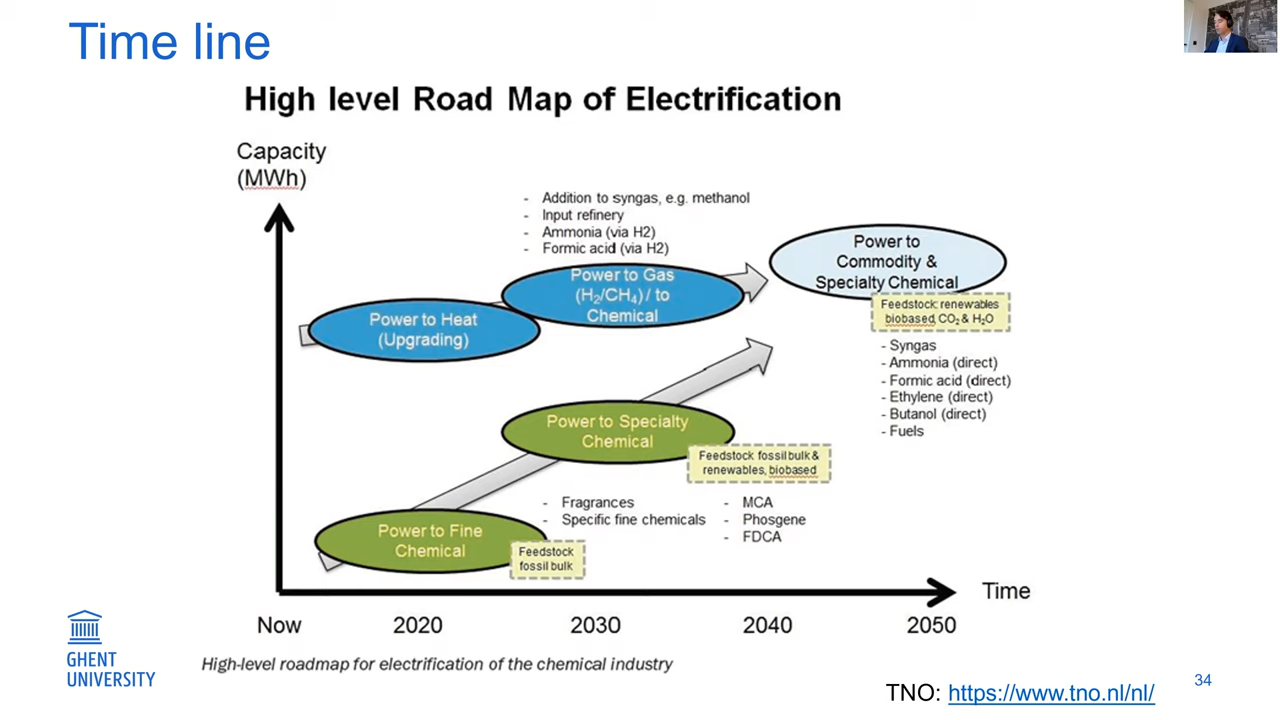 Time line
High level Road Map of Electrification
Capacity
(MWh)
- Addition to syngas, e.g. methanol
- Input refinery
- Ammonia (via H2)
- Formic acid (via H2)
Power to Heat
(Upgrading)
Power to Gas
(H₂/CH₄) / to
Chemical
Power to
Commodity &
Specialty Chemical
Feedstock: renewables
biobased, CO₂ & H₂O
- Syngas
- Ammonia (direct)
- Formic acid (direct)
- Ethylene (direct)
- Butanol (direct)
- Fuels
Power to Specialty
Chemical
Feedstock fossil bulk &
renewables, biobased
- Fragrances
- Specific fine chemicals
- MCA
- Phosgene
- FDCA
Power to Fine
Chemical
Feedstock
fossil bulk
Time
Now 2020 2030 2040 2050
High-level roadmap for electrification of the chemical industry
GHENT
UNIVERSITY
TNO: https://www.tno.nl/nl/
34